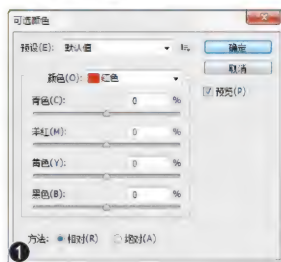 可选颜色
预设(E): 默认值
确定
取消
预览(P)
颜色(O): 红色
青色(C): 0 %
洋红(M): 0 %
黄色(Y): 0 %
黑色(B): 0 %
方法: 相对(R) 绝对(A)
1